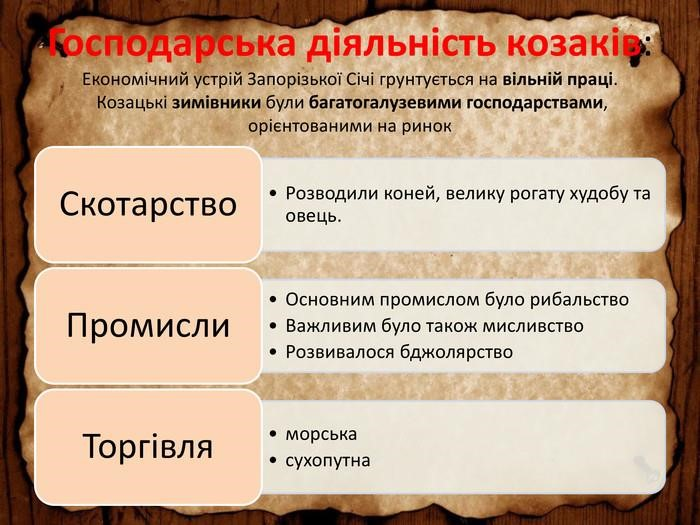 Господарська діяльність козаків:
Економічний устрій Запорізької Січі грунтується на вільній праці.
Козацькі зимівники були багатогалузевими господарствами,
орієнтованими на ринок
Скотарство
• Розводили коней, велику рогату худобу та
овець.
Промисли
• Основним промислом було рибальство
• Важливим було також мисливство
• Розвивалося бджолярство
Торгівля
• морська
• сухопутна